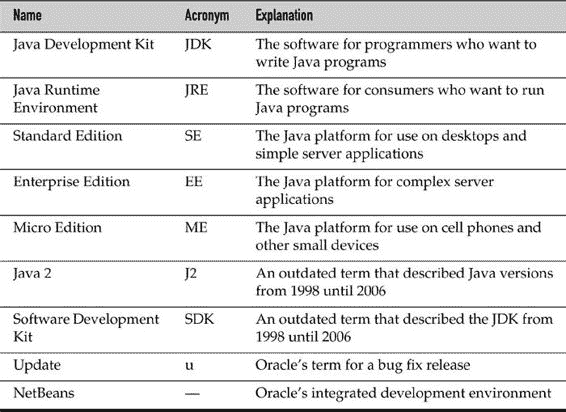 Name Acronym Explanation
Java Development Kit JDK The software for programmers who want to
write Java programs
Java Runtime JRE The software for consumers who want to run
Environment Java programs
Standard Edition SE The Java platform for use on desktops and
simple server applications
Enterprise Edition EE The Java platform for complex server
applications
Micro Edition ME The Java platform for use on cell phones and
other small devices
Java 2 J2 An outdated term that described Java versions
from 1998 until 2006
Software Development SDK An outdated term that described the JDK from
Kit 1998 until 2006
Update u Oracle’s term for a bug fix release
NetBeans — Oracle’s integrated development environment